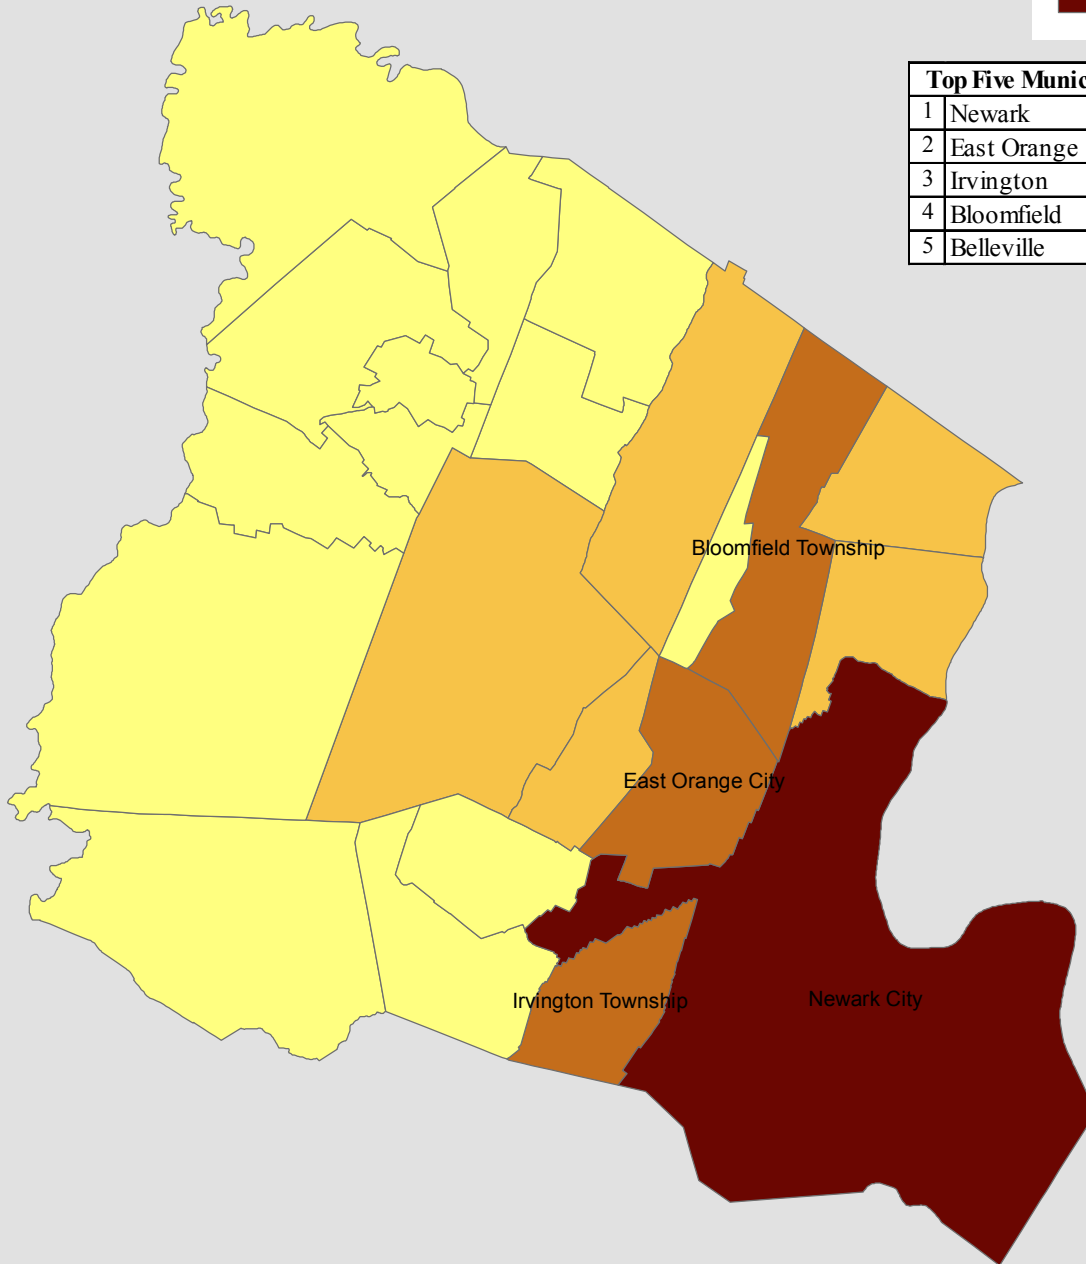 Top Five Munic
1 Newark
2 East Orange
3 Irvington
4 Bloomfield
5 Belleville
Bloomfield Township
East Orange City
Irvington Township
Newark City